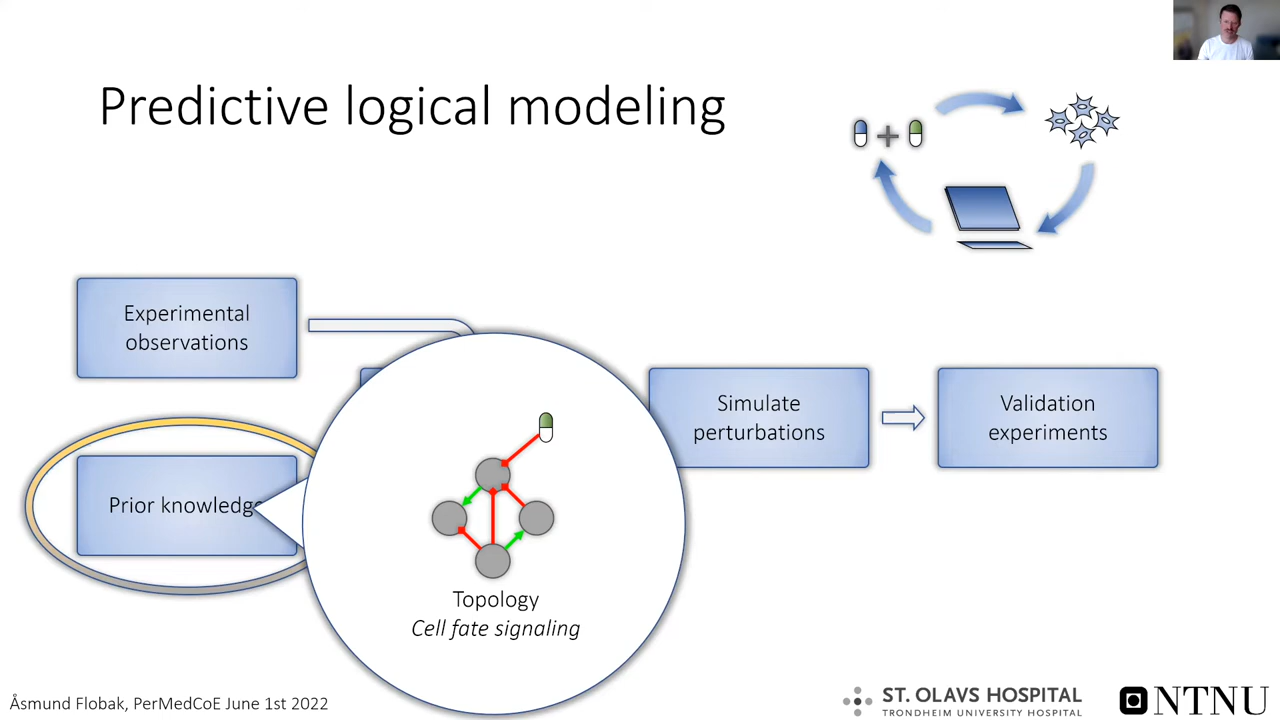 Predictive logical modeling
Experimental
observations
Prior knowledge
Simulate
perturbations
Validation
experiments
Topology
Cell fate signaling
Åsmund Flobak, PerMedCoE June 1st 2022
ST. OLAVS HOSPITAL
TRONDHEIM UNIVERSITY HOSPITAL
NTNU